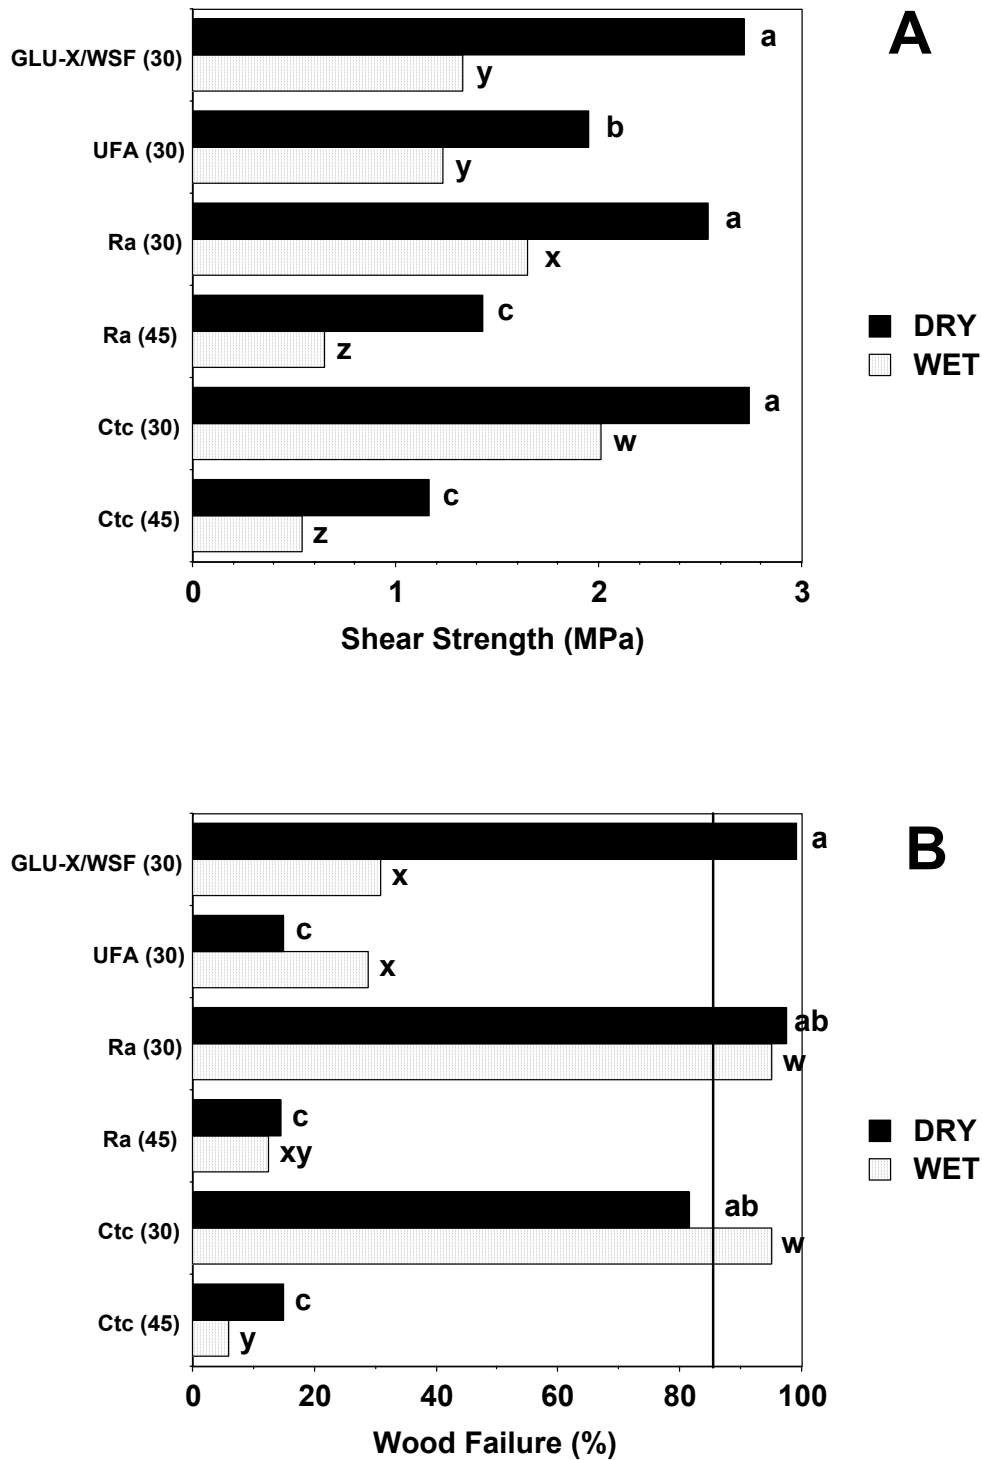 A
GLU-X/WSF (30)
a
y
UFA (30)
b
y
Ra (30)
a
x
Ra (45)
c
z
Ctc (30)
a
w
Ctc (45)
c
z
DRY
WET
0 1 2 3
Shear Strength (MPa)
B
GLU-X/WSF (30)
a
x
UFA (30)
c
x
Ra (30)
ab
w
Ra (45)
c
xy
Ctc (30)
ab
w
Ctc (45)
c
y
DRY
WET
0 20 40 60 80 100
Wood Failure (%)